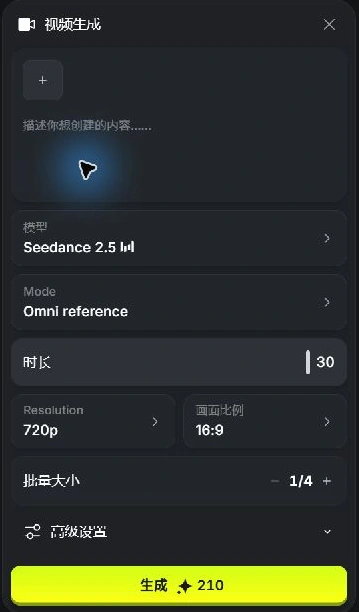 视频生成
描述你想创建的内容......
模型
Seedance 2.5
Mode
Omni reference
时长
30
Resolution
720p
画面比例
16:9
批量大小
1/4
高级设置
生成 210